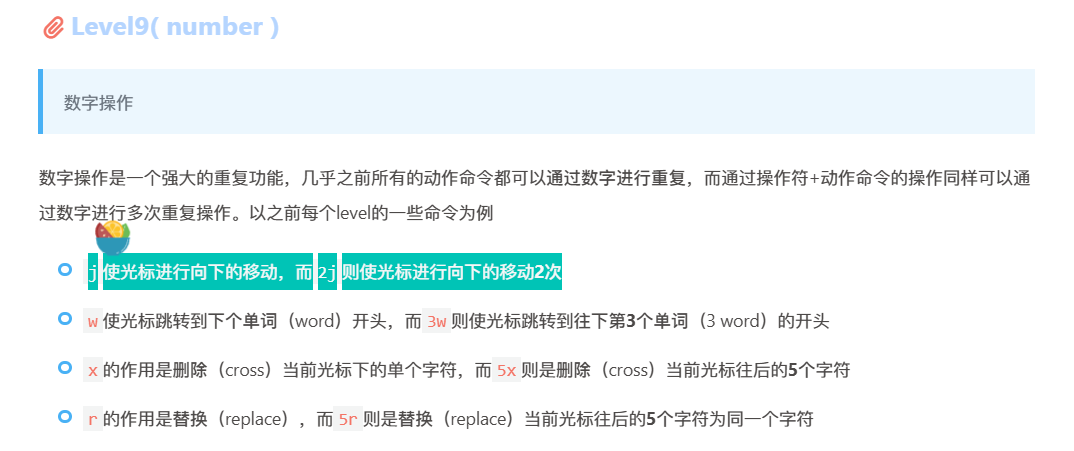 Level9( number )
数字操作
数字操作是一个强大的重复功能，几乎之前所有的动作命令都可以通过数字进行重复，而通过操作符+动作命令的操作同样可以通
过数字进行多次重复操作。以之前每个level的一些命令为例
j 使光标进行向下的移动，而 2j 则使光标进行向下的移动2次
w 使光标跳转到下个单词（word）开头，而 3w 则使光标跳转到往下第3个单词（3 word）的开头
x 的作用是删除（cross）当前光标下的单个字符，而 5x 则是删除（cross）当前光标往后的5个字符
r 的作用是替换（replace），而 5r 则是替换（replace）当前光标往后的5个字符为同一个字符